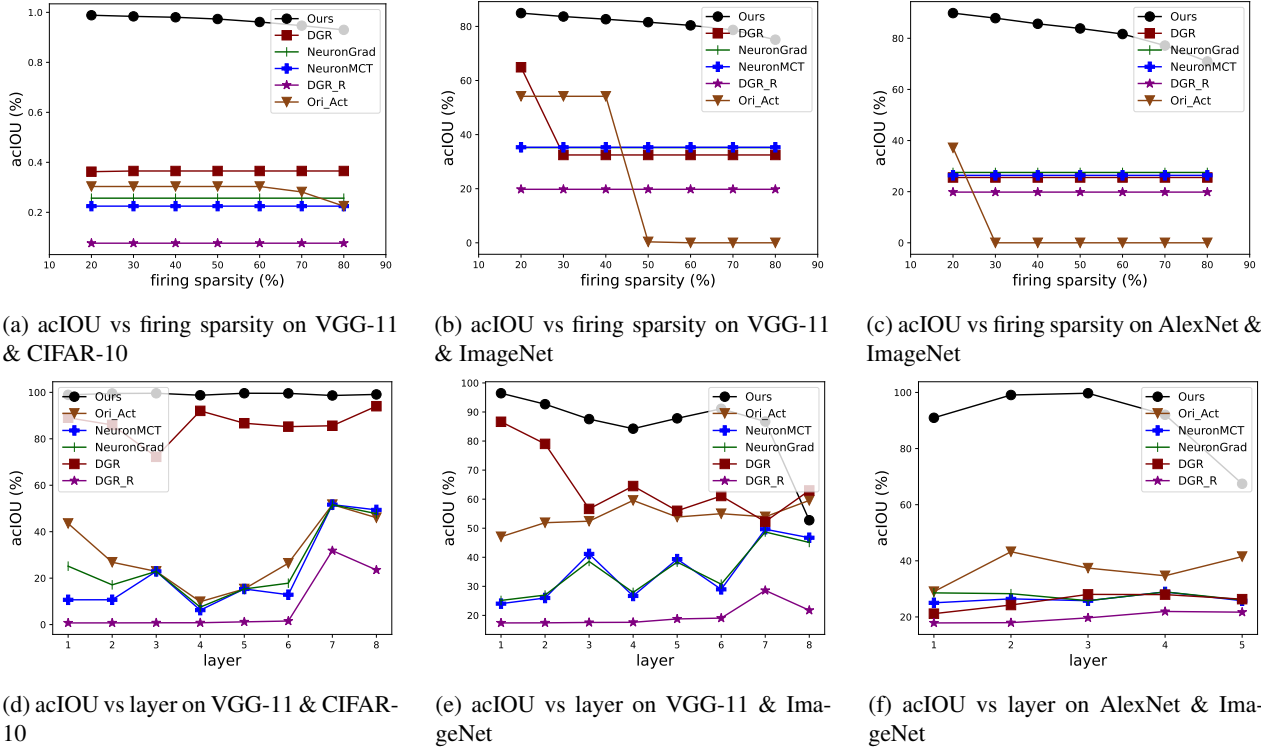 1.0
0.8
0.6
0.4
0.2
acIOU (%)
10 20 30 40 50 60 70 80 90
firing sparsity (%)
Ours
DGR
NeuronGrad
NeuronMCT
DGR_R
Ori_Act
80
60
40
20
0
acIOU (%)
10 20 30 40 50 60 70 80 90
firing sparsity (%)
Ours
DGR
NeuronGrad
NeuronMCT
DGR_R
Ori_Act
80
60
40
20
0
acIOU (%)
10 20 30 40 50 60 70 80 90
firing sparsity (%)
Ours
DGR
NeuronGrad
NeuronMCT
DGR_R
Ori_Act
(a) acIOU vs firing sparsity on VGG-11
& CIFAR-10
(b) acIOU vs firing sparsity on VGG-11
& ImageNet
(c) acIOU vs firing sparsity on AlexNet &
ImageNet
100
80
60
40
20
0
acIOU (%)
1 2 3 4 5 6 7 8
layer
Ours
Ori_Act
NeuronMCT
NeuronGrad
DGR
DGR_R
100
90
80
70
60
50
40
30
20
acIOU (%)
1 2 3 4 5 6 7 8
layer
Ours
Ori_Act
NeuronMCT
NeuronGrad
DGR
DGR_R
100
80
60
40
20
acIOU (%)
1 2 3 4 5
layer
Ours
Ori_Act
NeuronMCT
NeuronGrad
DGR
DGR_R
(d) acIOU vs layer on VGG-11 & CIFAR-
10
(e) acIOU vs layer on VGG-11 & Ima-
geNet
(f) acIOU vs layer on AlexNet & Ima-
geNet